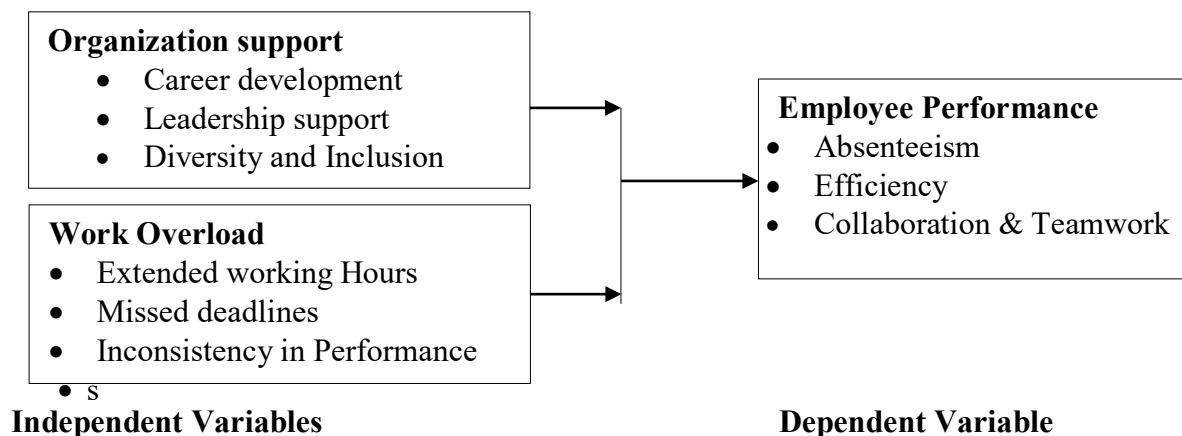 Organization support
• Career development
• Leadership support
• Diversity and Inclusion
Work Overload
• Extended working Hours
• Missed deadlines
• Inconsistency in Performance
• s
Independent Variables
Employee Performance
• Absenteeism
• Efficiency
• Collaboration & Teamwork
Dependent Variable